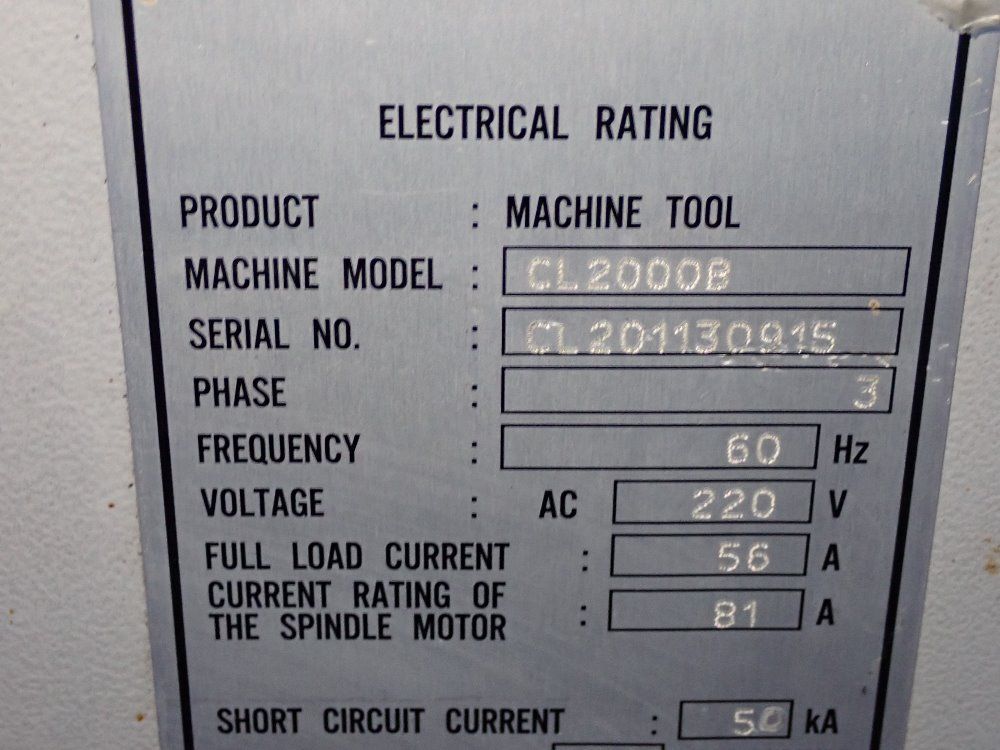 ELECTRICAL RATING
PRODUCT : MACHINE TOOL
MACHINE MODEL : CL2000B
SERIAL NO. : CL201130915
PHASE : 3
FREQUENCY : 60 Hz
VOLTAGE : AC 220 V
FULL LOAD CURRENT : 56 A
CURRENT RATING OF
THE SPINDLE MOTOR : 81 A
SHORT CIRCUIT CURRENT : 50 kA